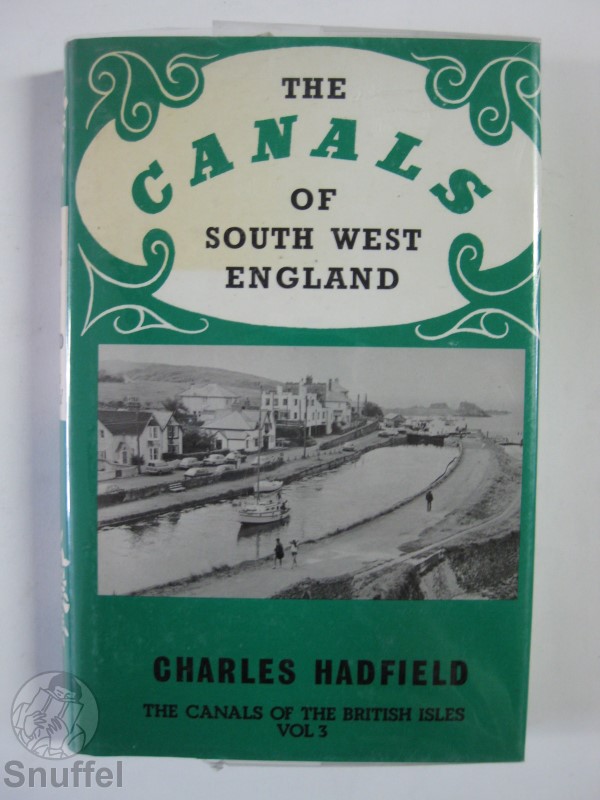 THE
CANALS
OF
SOUTH WEST
ENGLAND
CHARLES HADFIELD
THE CANALS OF THE BRITISH ISLES
VOL 3
Snuffel